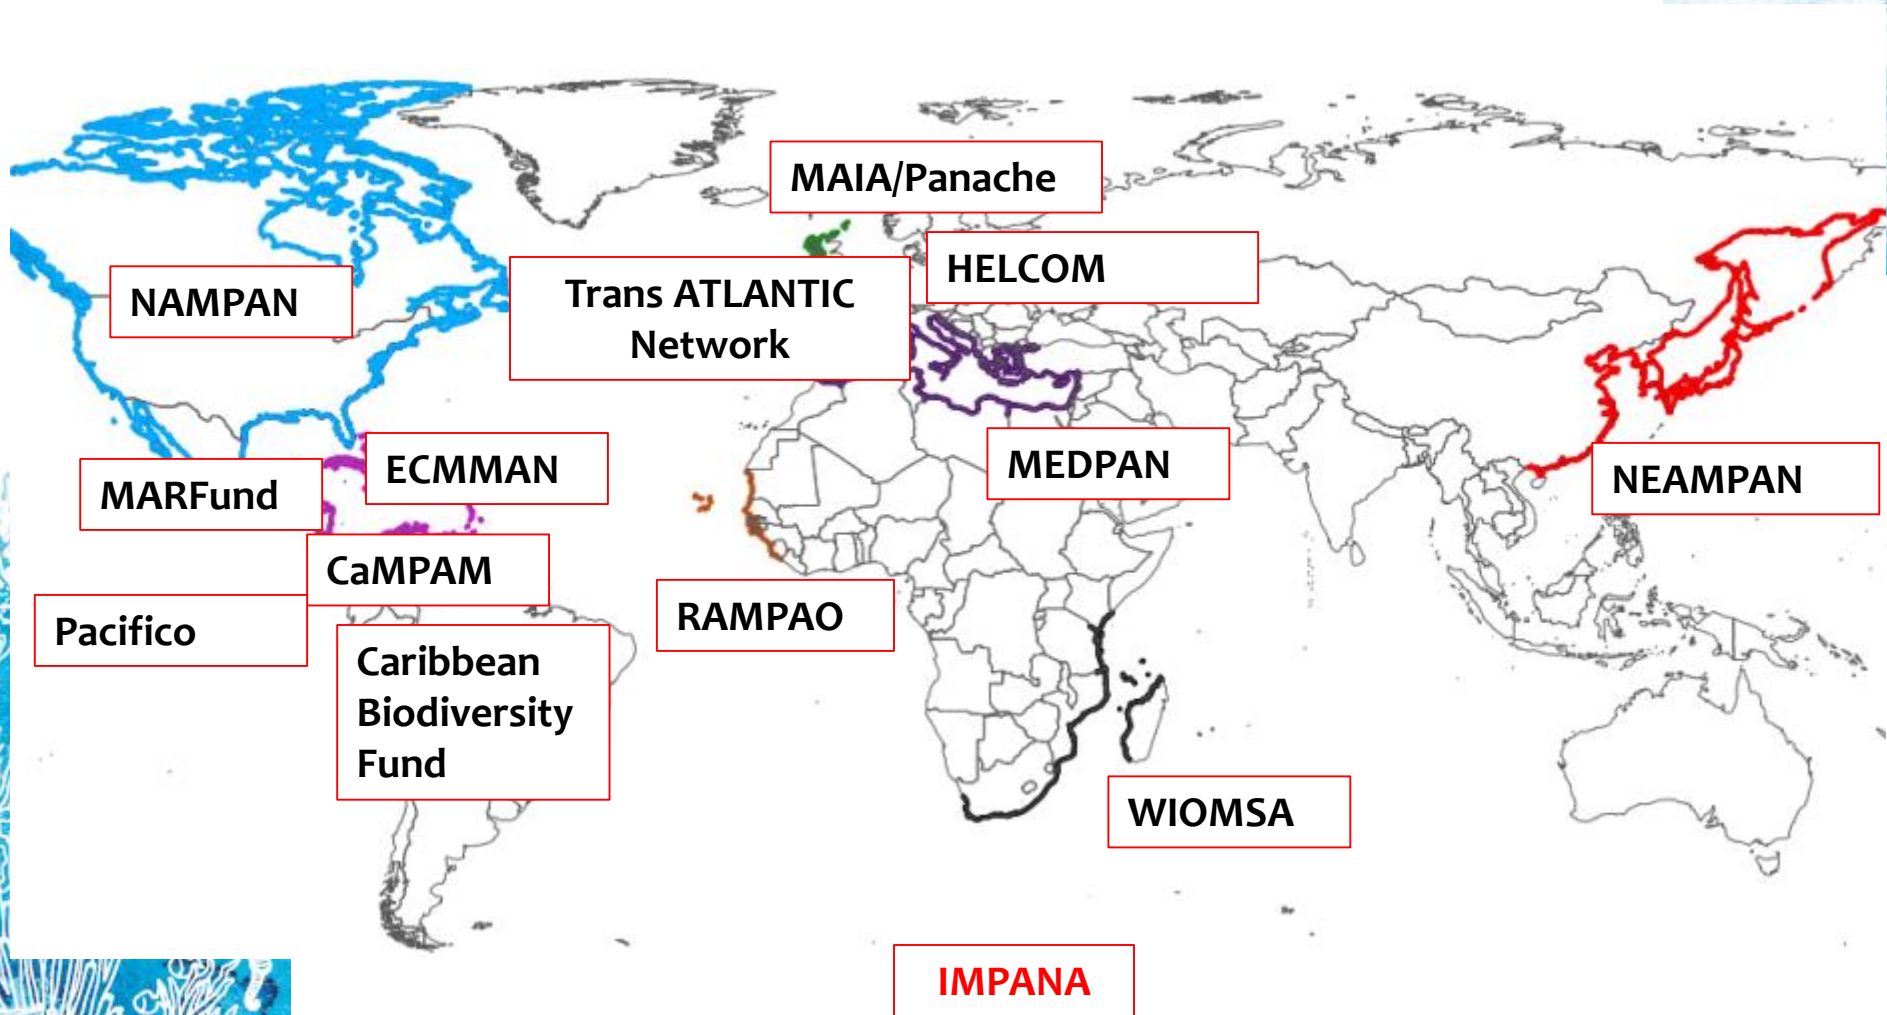 MAIA/Panache
HELCOM
NAMPAN
Trans ATLANTIC
Network
ECMMAN
MEDPAN
MARFund
NEAMPAN
CaMPAM
RAMPAO
Pacifico
Caribbean
Biodiversity
Fund
WIOMSA
IMPANA